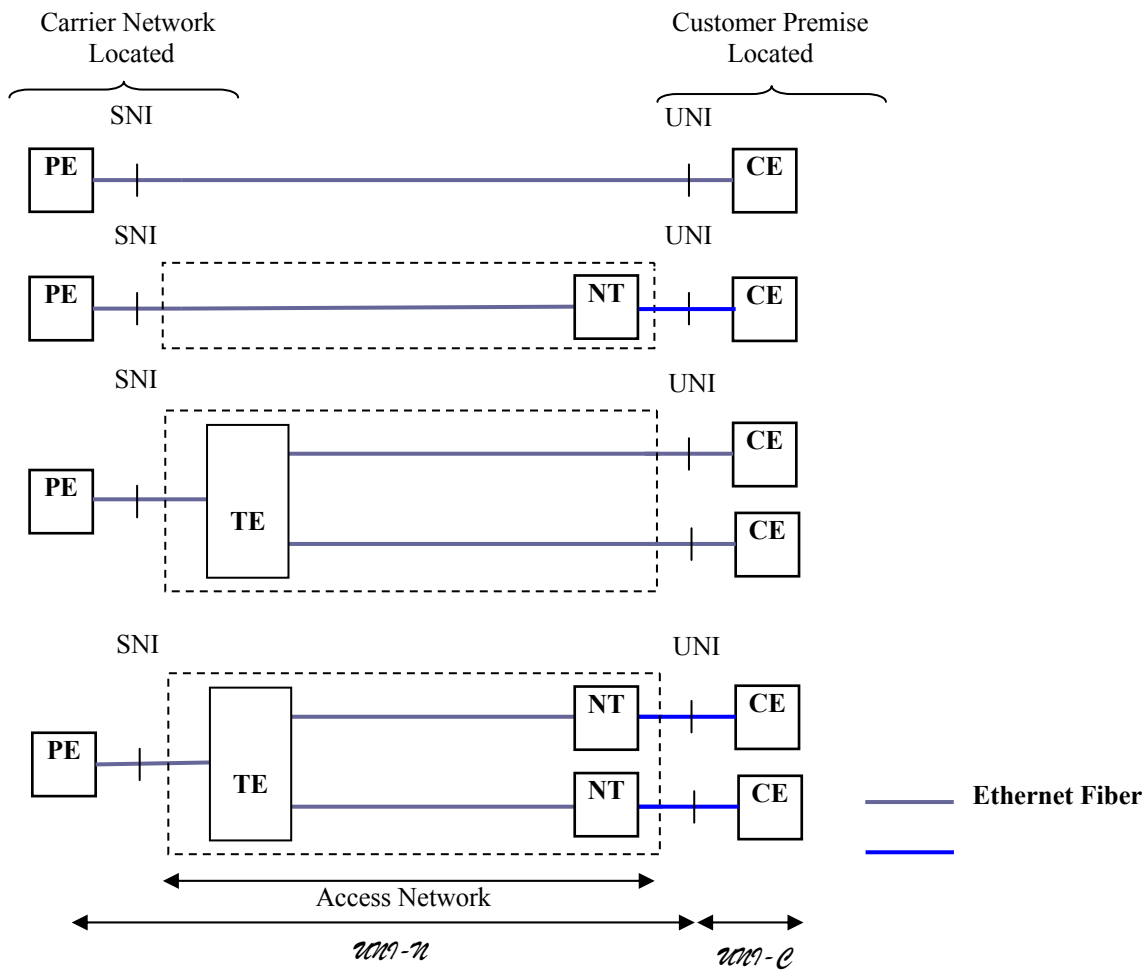 Carrier Network
Located
Customer Premise
Located
SNI
UNI
PE
CE
SNI
UNI
PE
NT
CE
SNI
UNI
PE
TE
CE
CE
SNI
UNI
PE
TE
NT
CE
NT
CE
Ethernet Fiber
Access Network
UNI-N
UNI-C